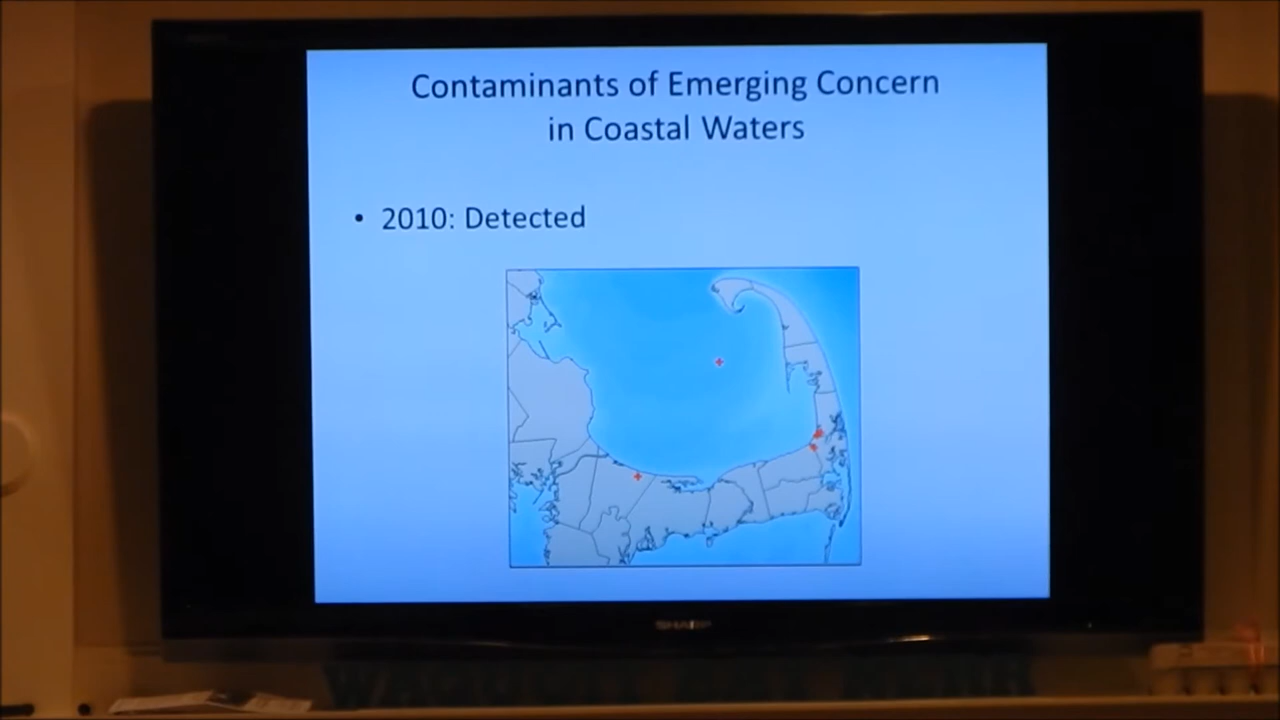 Contaminants of Emerging Concern
in Coastal Waters
• 2010: Detected
SHARP